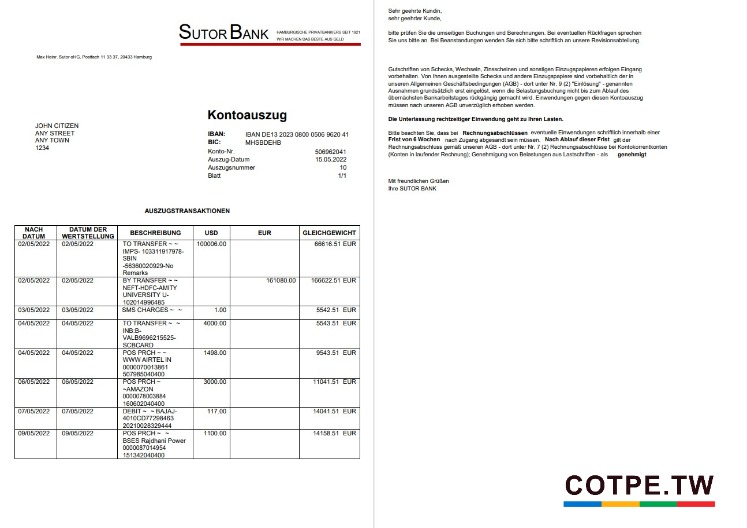 SUTOR BANK
HAMBURGISCHE PRIVATBANKERS SEIT 1921
WIR MACHEN DAS BESTE AUS GELD
Max Heinr. Sutor oHG, Postfach 11 33 37, 20433 Hamburg
Kontoauszug
JOHN CITIZEN
ANY STREET
ANY TOWN
1234
IBAN: IBAN DE13 2023 0800 0506 9620 41
BIC: MHSBDEHB
Konto-Nr. 506962041
Auszug-Datum 15.05.2022
Auszugsnummer 10
Blatt 1/1
AUSZUGSTRANSAKTIONEN
NACH DATUM DER BESCHREIBUNG USD EUR GLEICHGEWICHT
DATUM WERTSTELLUNG
02/05/2022 02/05/2022 TO TRANSFER ~ ~ 100006.00 66616.51 EUR
IMPS- 103311917978-
SBIN
-56360020929-No
Remarks
02/05/2022 02/05/2022 BY TRANSFER ~ ~ 161080.00 166622.51 EUR
NEFT-HDFC-AMITY
UNIVERSITY U-
102014996485
03/05/2022 03/05/2022 SMS CHARGES ~ ~ 1.00 5542.51 EUR
04/05/2022 04/05/2022 TO TRANSFER ~ ~ 4000.00 5543.51 EUR
INB:B-
VALB9696215525-
SCBCARD
04/05/2022 04/05/2022 POS PRCH ~ ~ 1498.00 9543.51 EUR
WWW AIRTEL IN
0000070013861
507985040400
06/05/2022 06/05/2022 POS PRCH ~ 3000.00 11041.51 EUR
~AMAZON
0000078003884
160602040400
07/05/2022 07/05/2022 DEBIT ~ ~ BAJAJ- 117.00 14041.51 EUR
4010CD77298463
20210028329444
09/05/2022 09/05/2022 POS PRCH ~ ~ 1100.00 14158.51 EUR
BSES Rajdhani Power
0000087014954
151342040400
Sehr geehrte Kundin,
sehr geehrter Kunde,
bitte prüfen Sie die umseitigen Buchungen und Berechnungen. Bei eventuellen Rückfragen sprechen
Sie uns bitte an. Bei Beanstandungen wenden Sie sich bitte schriftlich an unsere Revisionsabteilung.
Gutschriften von Schecks, Wechseln, Zinsscheinen und sonstigen Einzugspapieren erfolgen Eingang
vorbehalten. Von Ihnen ausgestellte Schecks und andere Einzugspapiere sind vorbehaltlich der in
unseren Allgemeinen Geschäftsbedingungen (AGB) - dort unter Nr. 9 (2) "Einlösung" - genannten
Ausnahmen grundsätzlich erst eingelöst, wenn die Belastungsbuchung nicht bis zum Ablauf des
übernächsten Bankarbeitstages rückgängig gemacht wird. Einwendungen gegen diesen Kontoauszug
müssen nach unseren AGB unverzüglich erhoben werden.
Die Unterlassung rechtzeitiger Einwendung geht zu Ihren Lasten.
Bitte beachten Sie, dass bei Rechnungsabschlüssen eventuelle Einwendungen schriftlich innerhalb einer
Frist von 6 Wochen nach Zugang abgesandt sein müssen. Nach Ablauf dieser Frist gilt der
Rechnungsabschluss gemäß unseren AGB - dort unter Nr. 7 (2) Rechnungsabschlüsse bei Kontokorrentkonten
(Konten in laufender Rechnung); Genehmigung von Belastungen aus Lastschriften - als genehmigt
Mit freundlichen Grüßen
Ihre SUTOR BANK
COTPE.TW